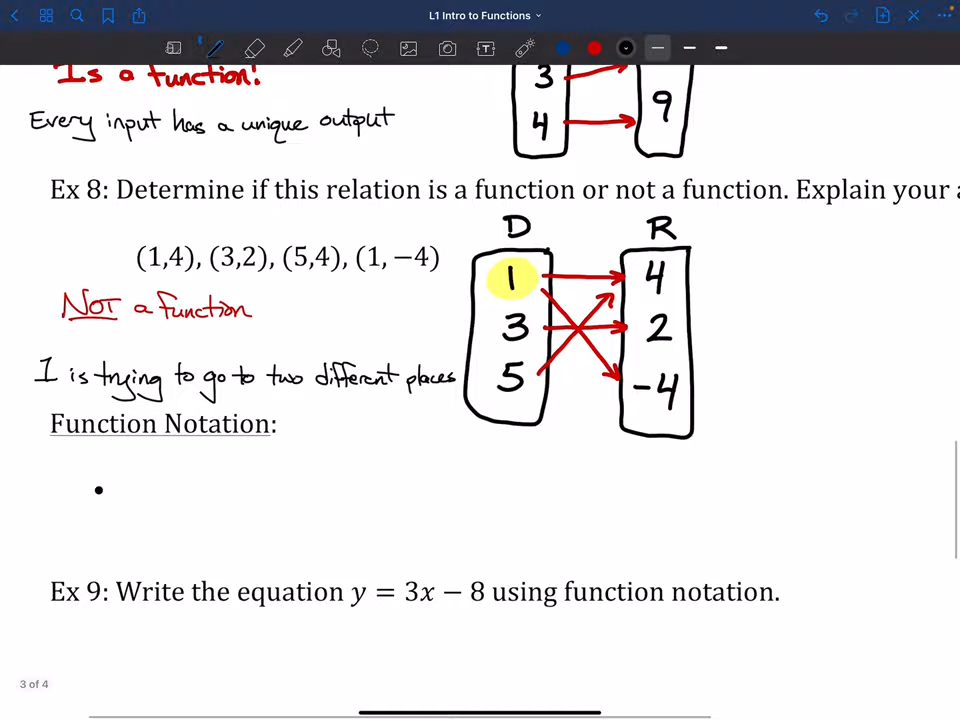 L1 Intro to Functions
Is a function!
3
9
4
Every input has a unique output
Ex 8: Determine if this relation is a function or not a function. Explain your a
D R
(1,4), (3,2), (5,4), (1, −4)
1 4
3 2
5 -4
NOT a function
1 is trying to go to two different places
Function Notation:
•
Ex 9: Write the equation y = 3x − 8 using function notation.
3 of 4